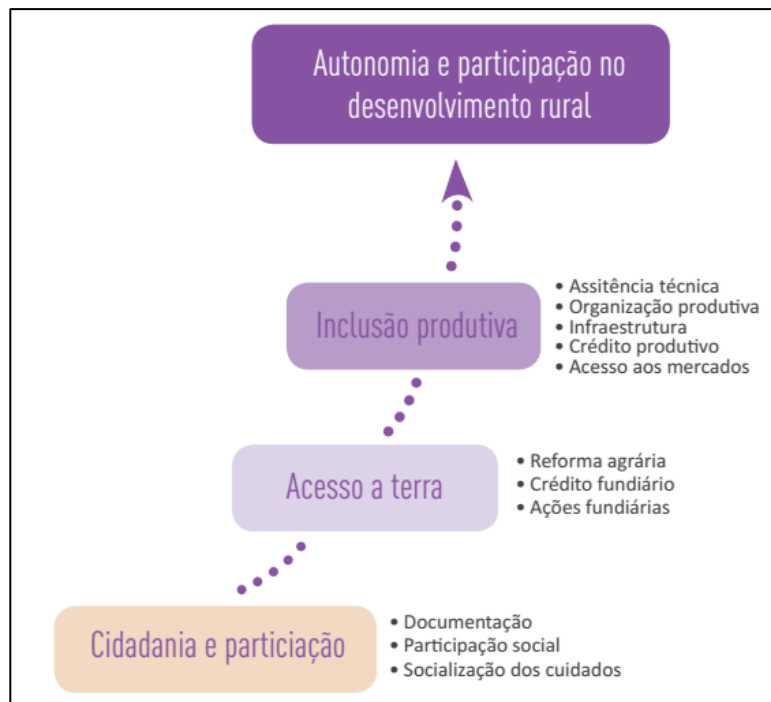 Autonomia e participação no
desenvolvimento rural
Inclusão produtiva
• Assitência técnica
• Organização produtiva
• Infraestrutura
• Crédito produtivo
• Acesso aos mercados
Acesso a terra
• Reforma agrária
• Crédito fundiário
• Ações fundiárias
Cidadania e particiação
• Documentação
• Participação social
• Socialização dos cuidados